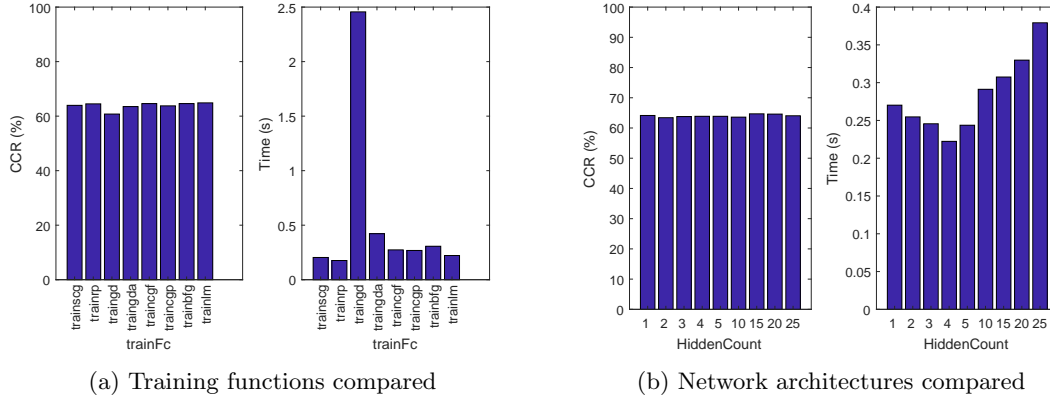 100
80
60
40
20
0
CCR (%)
trainscg
trainrp
traingd
traingda
traincgf
traincgp
trainbfg
trainlm
trainFc
2.5
2
1.5
1
0.5
0
Time (s)
trainscg
trainrp
traingd
traingda
traincgf
traincgp
trainbfg
trainlm
trainFc
(a) Training functions compared
100
90
80
70
60
50
40
30
20
10
0
CCR (%)
1 2 3 4 5 10 15 20 25
HiddenCount
0.4
0.35
0.3
0.25
0.2
0.15
0.1
0.05
0
Time (s)
1 2 3 4 5 10 15 20 25
HiddenCount
(b) Network architectures compared